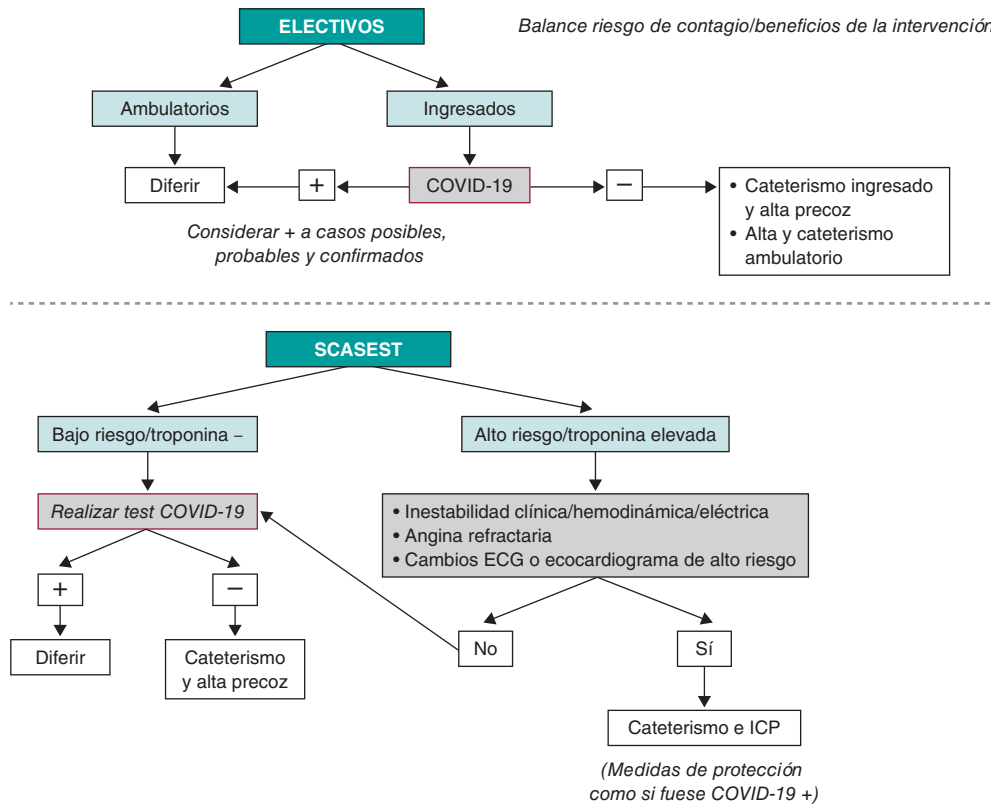 ELECTIVOS
Balance riesgo de contagio/beneficios de la intervención
Ambulatorios
Ingresados
Diferir
+
COVID-19
−
• Cateterismo ingresado
y alta precoz
• Alta y cateterismo
ambulatorio
Considerar + a casos posibles,
probables y confirmados
SCASEST
Bajo riesgo/troponina −
Alto riesgo/troponina elevada
Realizar test COVID-19
• Inestabilidad clínica/hemodinámica/eléctrica
• Angina refractaria
• Cambios ECG o ecocardiograma de alto riesgo
+
−
No
Sí
Diferir
Cateterismo
y alta precoz
Cateterismo e ICP
(Medidas de protección
como si fuese COVID-19 +)